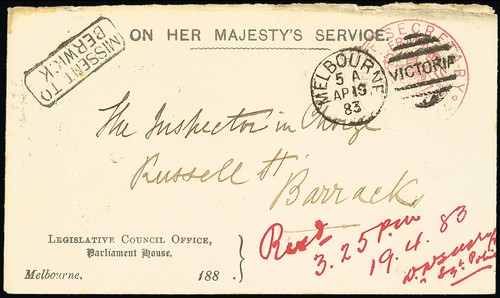 ON HER MAJESTY'S SERVICE.
MISSENT TO
BERWICK
SECRETARY
MELBOURNE
5 A
AP 19
83
VICTORIA
The Inspector in Charge
Russell St
Barracks
LEGISLATIVE COUNCIL OFFICE,
Parliament House,
Melbourne, 188 .
Recd
3.25 pm
19.4.83